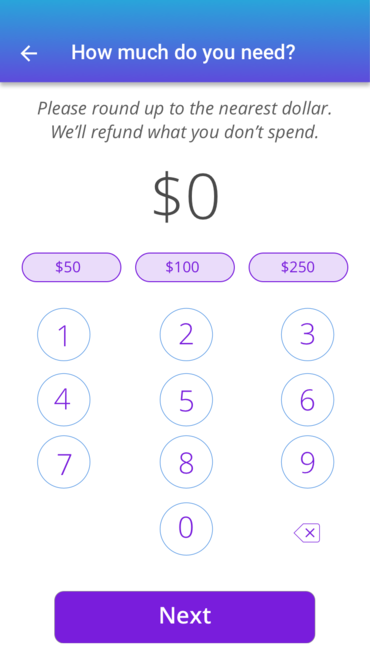 How much do you need?
Please round up to the nearest dollar.
We'll refund what you don't spend.
$0
$50 $100 $250
1 2 3
4 5 6
7 8 9
0
Next